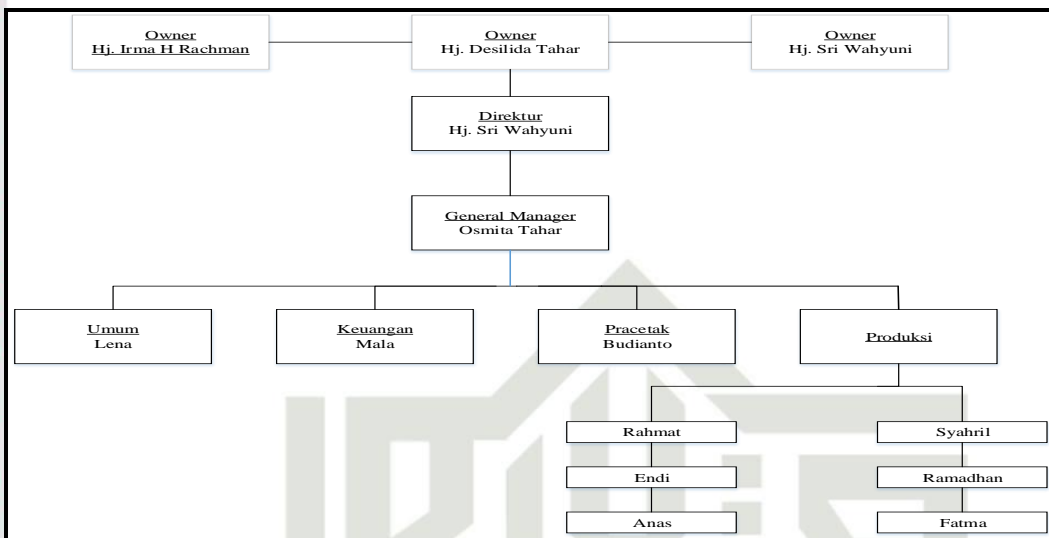 Owner
Hj. Irma H Rachman
Owner
Hj. Desilida Tahar
Owner
Hj. Sri Wahyuni
Direktur
Hj. Sri Wahyuni
General Manager
Osmita Tahar
Umum
Lena
Keuangan
Mala
Pracetak
Budianto
Produksi
Rahmat
Syahril
Endi
Ramadhan
Anas
Fatma